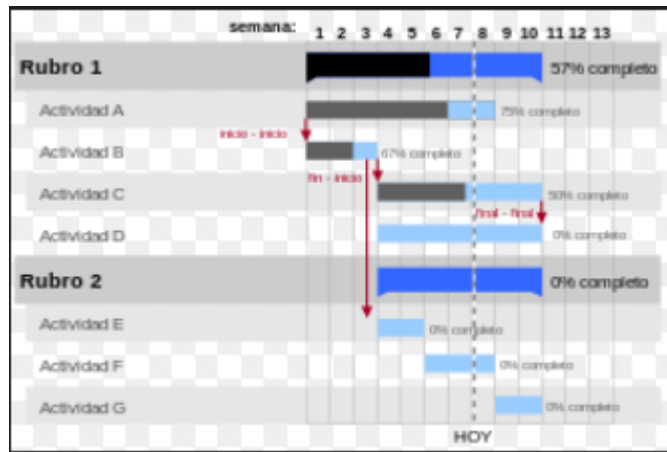 semana: 1 2 3 4 5 6 7 8 9 10 11 12 13
Rubro 1 57% completo
Actividad A 75% completo
inicio - inicio
Actividad B 67% completo
fin - inicio
Actividad C 50% completo
final - final
Actividad D 0% completo
Rubro 2 0% completo
Actividad E 0% completo
Actividad F 0% completo
Actividad G 0% completo
HOY